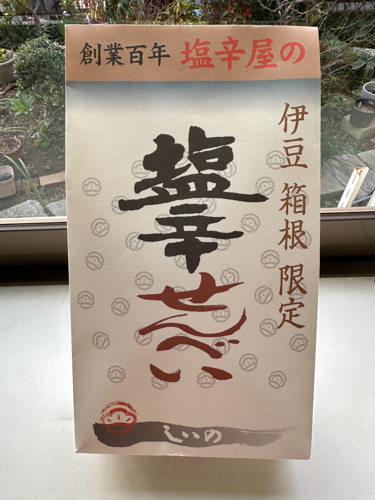 創業百年 塩辛屋の
伊豆 箱根 限定
塩辛
せんべい
しいの